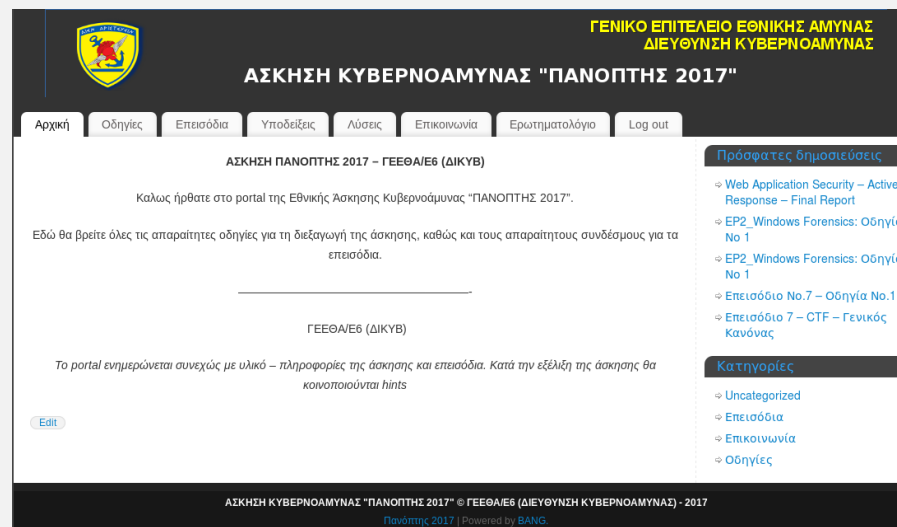 ΓΕΝΙΚΟ ΕΠΙΤΕΛΕΙΟ ΕΘΝΙΚΗΣ ΑΜΥΝΑΣ
ΔΙΕΥΘΥΝΣΗ ΚΥΒΕΡΝΟΑΜΥΝΑΣ
ΑΣΚΗΣΗ ΚΥΒΕΡΝΟΑΜΥΝΑΣ "ΠΑΝΟΠΤΗΣ 2017"
Αρχική Οδηγίες Επεισόδια Υποδείξεις Λύσεις Επικοινωνία Ερωτηματολόγιο Log out
ΑΣΚΗΣΗ ΠΑΝΟΠΤΗΣ 2017 – ΓΕΕΘΑ/Ε6 (ΔΙΚΥΒ)
Καλως ήρθατε στο portal της Εθνικής Άσκησης Κυβερνοάμυνας “ΠΑΝΟΠΤΗΣ 2017”.
Εδώ θα βρείτε όλες τις απαραίτητες οδηγίες για τη διεξαγωγή της άσκησης, καθώς και τους απαραίτητους συνδέσμους για τα
επεισόδια.
———————————————————-
ΓΕΕΘΑ/Ε6 (ΔΙΚΥΒ)
Το portal ενημερώνεται συνεχώς με υλικό – πληροφορίες της άσκησης και επεισόδια. Κατά την εξέλιξη της άσκησης θα
κοινοποιούνται hints
Edit
Πρόσφατες δημοσιεύσεις
Web Application Security – Active
Response – Final Report
EP2_Windows Forensics: Οδηγία
No 1
EP2_Windows Forensics: Οδηγία
No 1
Επεισόδιο Νο.7 – Οδηγία Νο.1
Επεισόδιο 7 – CTF – Γενικός
Κανόνας
Κατηγορίες
Uncategorized
Επεισόδια
Επικοινωνία
Οδηγίες
ΑΣΚΗΣΗ ΚΥΒΕΡΝΟΑΜΥΝΑΣ "ΠΑΝΟΠΤΗΣ 2017" © ΓΕΕΘΑ/Ε6 (ΔΙΕΥΘΥΝΣΗ ΚΥΒΕΡΝΟΑΜΥΝΑΣ) - 2017
Πανόπτης 2017 | Powered by BANG.